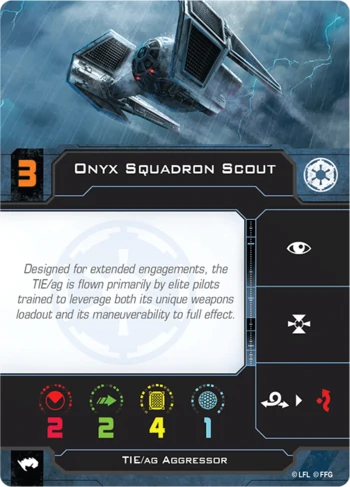 3
ONYX SQUADRON SCOUT
Designed for extended engagements, the
TIE/ag is flown primarily by elite pilots
trained to leverage both its unique weapons
loadout and its maneuverability to full effect.
2 2 4 1
TIE/AG AGGRESSOR
©LFL ©FFG